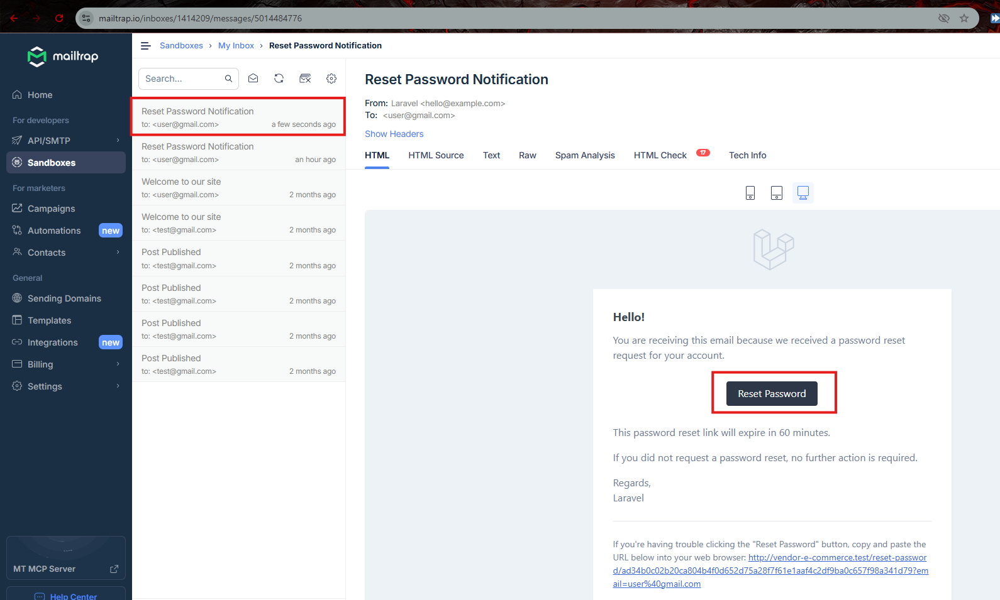 mailtrap.io/inboxes/1414209/messages/5014484776
mailtrap
Home
For developers
API/SMTP
Sandboxes
For marketers
Campaigns
Automations new
Contacts
General
Sending Domains
Templates
Integrations new
Billing
Settings
MT MCP Server
Help Center
Sandboxes › My Inbox › Reset Password Notification
Search...
Reset Password Notification
to: <user@gmail.com> a few seconds ago
Reset Password Notification
to: <user@gmail.com> an hour ago
Welcome to our site
to: <user@gmail.com> 2 months ago
Welcome to our site
to: <test@gmail.com> 2 months ago
Post Published
to: <test@gmail.com> 2 months ago
Post Published
to: <test@gmail.com> 2 months ago
Post Published
to: <test@gmail.com> 2 months ago
Post Published
to: <test@gmail.com> 2 months ago
Reset Password Notification
From: Laravel <hello@example.com>
To: <user@gmail.com>
Show Headers
HTML HTML Source Text Raw Spam Analysis HTML Check 17 Tech Info
Hello!
You are receiving this email because we received a password reset
request for your account.
Reset Password
This password reset link will expire in 60 minutes.
If you did not request a password reset, no further action is required.
Regards,
Laravel
If you're having trouble clicking the "Reset Password" button, copy and paste the
URL below into your web browser: http://vendor-e-commerce.test/reset-passwor
d/ad34b0c02b20ca804b4f0d652d75a28f7f61e1aaf4c2df9ba0c657f98a341d79?em
ail=user%40gmail.com